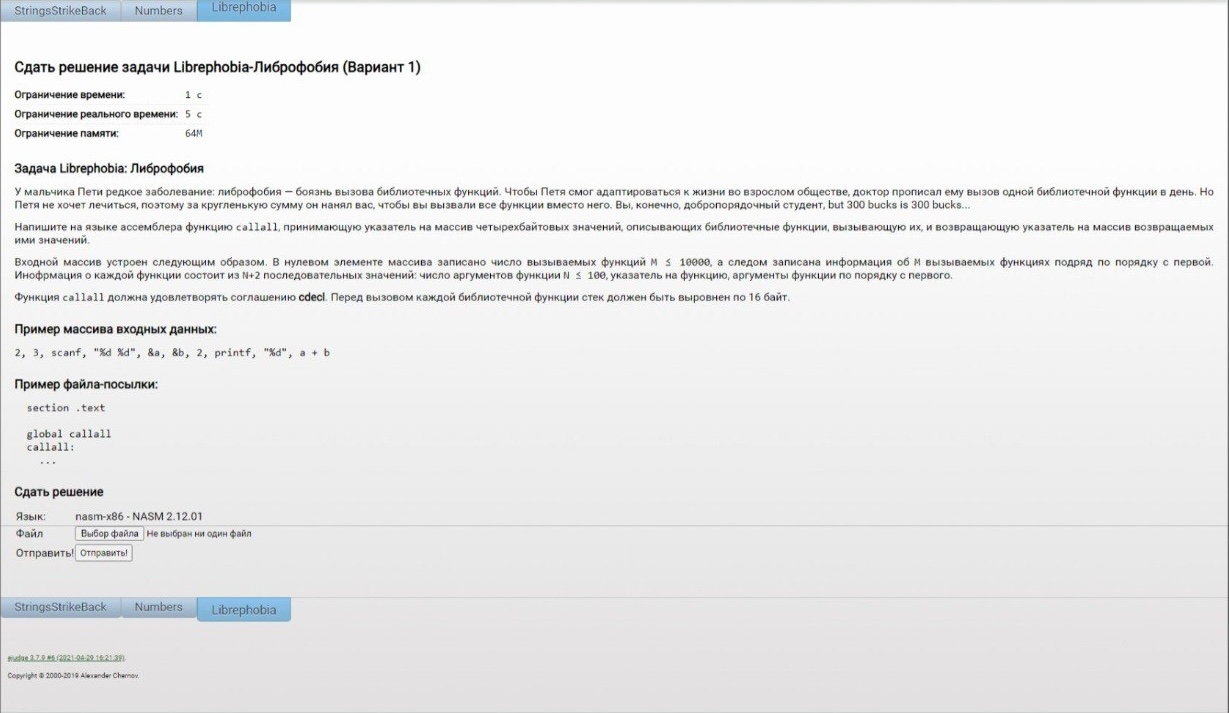 StringsStrikeBack Numbers Librephobia
Сдать решение задачи Librephobia-Либрофобия (Вариант 1)
Ограничение времени: 1 с
Ограничение реального времени: 5 с
Ограничение памяти: 64M
Задача Librephobia: Либрофобия
У мальчика Пети редкое заболевание: либрофобия — боязнь вызова библиотечных функций. Чтобы Петя смог адаптироваться к жизни во взрослом обществе, доктор прописал ему вызов одной библиотечной функции в день. Но
Петя не хочет лечиться, поэтому за кругленькую сумму он нанял вас, чтобы вы вызвали все функции вместо него. Вы, конечно, добропорядочный студент, but 300 bucks is 300 bucks...
Напишите на языке ассемблера функцию callall, принимающую указатель на массив четырехбайтовых значений, описывающих библиотечные функции, вызывающую их, и возвращающую указатель на массив возвращаемых
ими значений.
Входной массив устроен следующим образом. В нулевом элементе массива записано число вызываемых функций M ≤ 10000, а следом записана информация об M вызываемых функциях подряд по порядку с первой.
Инофрмация о каждой функции состоит из N+2 последовательных значений: число аргументов функции N ≤ 100, указатель на функцию, аргументы функции по порядку с первого.
Функция callall должна удовлетворять соглашению cdecl. Перед вызовом каждой библиотечной функции стек должен быть выровнен по 16 байт.
Пример массива входных данных:
2, 3, scanf, "%d %d", &a, &b, 2, printf, "%d", a + b
Пример файла-посылки:
section .text
global callall
callall:
...
Сдать решение
Язык: nasm-x86 - NASM 2.12.01
Файл Выбор файла Не выбран ни один файл
Отправить! Отправить!
StringsStrikeBack Numbers Librephobia
ejudge 3.7.9 #6 (2021-04-29 16:21:39).
Copyright © 2000-2019 Alexander Chernov.